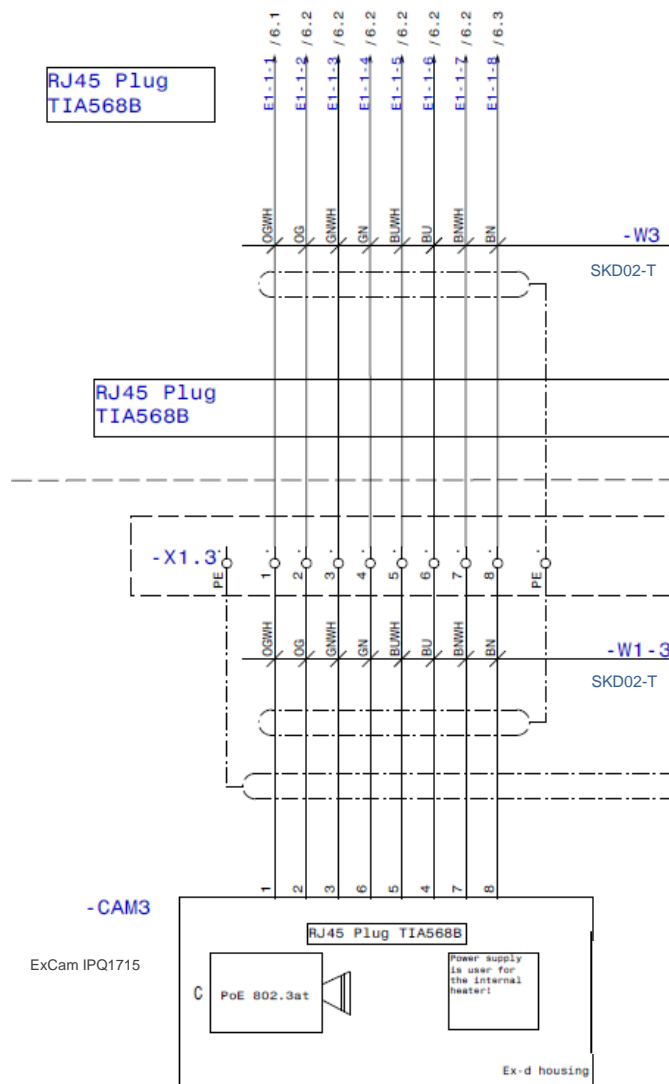 /6.1
/6.2
/6.2
/6.2
/6.2
/6.2
/6.2
/6.3
E1-1-1
E1-1-2
E1-1-3
E1-1-4
E1-1-5
E1-1-6
E1-1-7
E1-1-8
RJ45 Plug
TIA568B
OGWH
OG
GNWH
GN
BUWH
BU
BNWH
BN
-W3
SKD02-T
RJ45 Plug
TIA568B
-X1.3
PE
1
2
3
4
5
6
7
8
PE
OGWH
OG
GNWH
GN
BUWH
BU
BNWH
BN
-W1-3
SKD02-T
1
2
3
6
5
4
7
8
-CAM3
RJ45 Plug TIA568B
ExCam IPQ1715
C
PoE 802.3at
Power supply
is user for
the internal
heater!
Ex-d housing